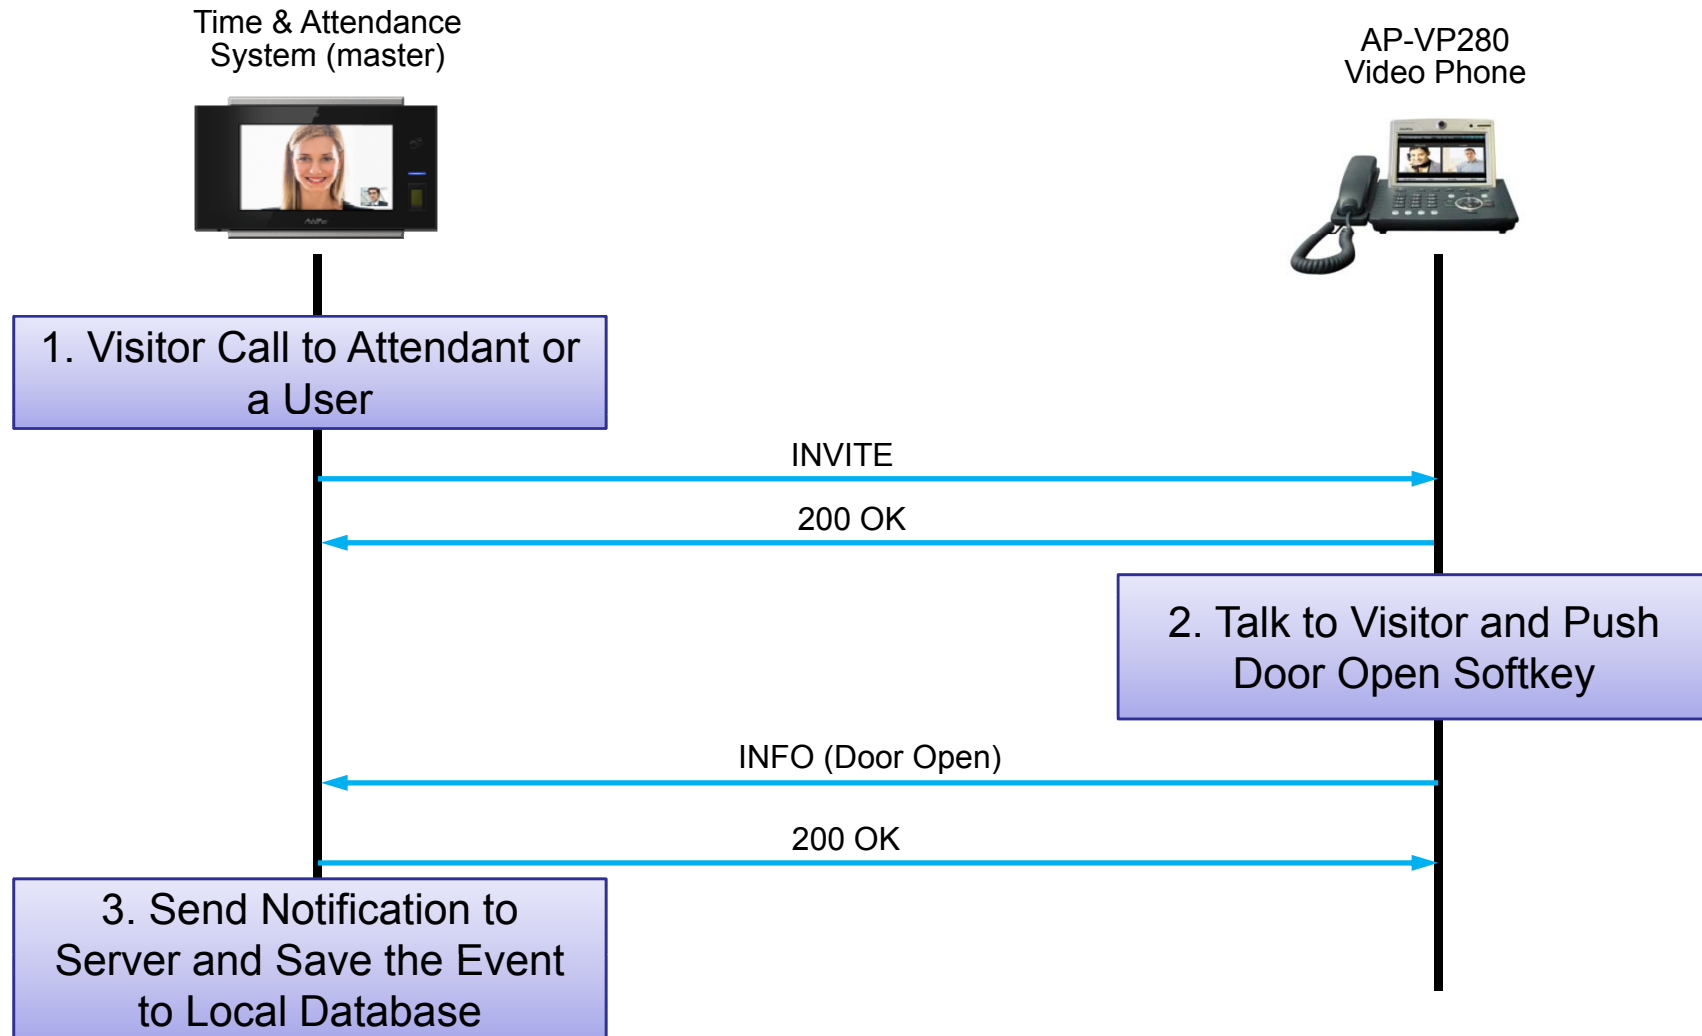 Time & Attendance
System (master)
AP-VP280
Video Phone
1. Visitor Call to Attendant or
a User
INVITE
200 OK
2. Talk to Visitor and Push
Door Open Softkey
INFO (Door Open)
200 OK
3. Send Notification to
Server and Save the Event
to Local Database